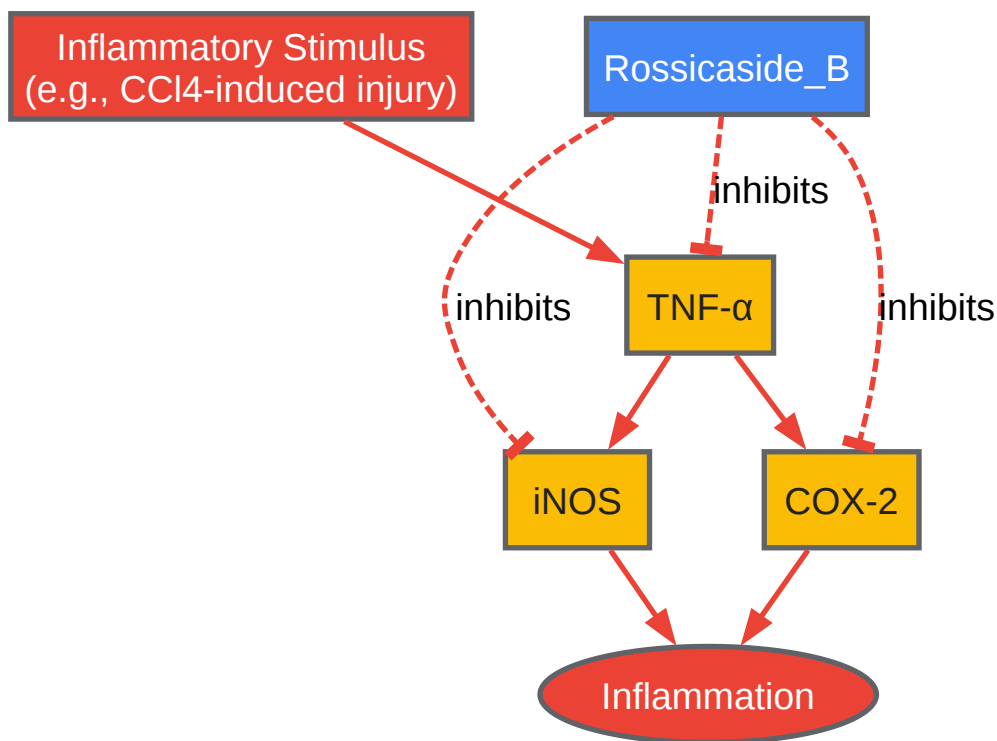 Inflammatory Stimulus
(e.g., CCl4-induced injury)
Rossicaside_B
inhibits
inhibits
inhibits
TNF-α
iNOS
COX-2
Inflammation